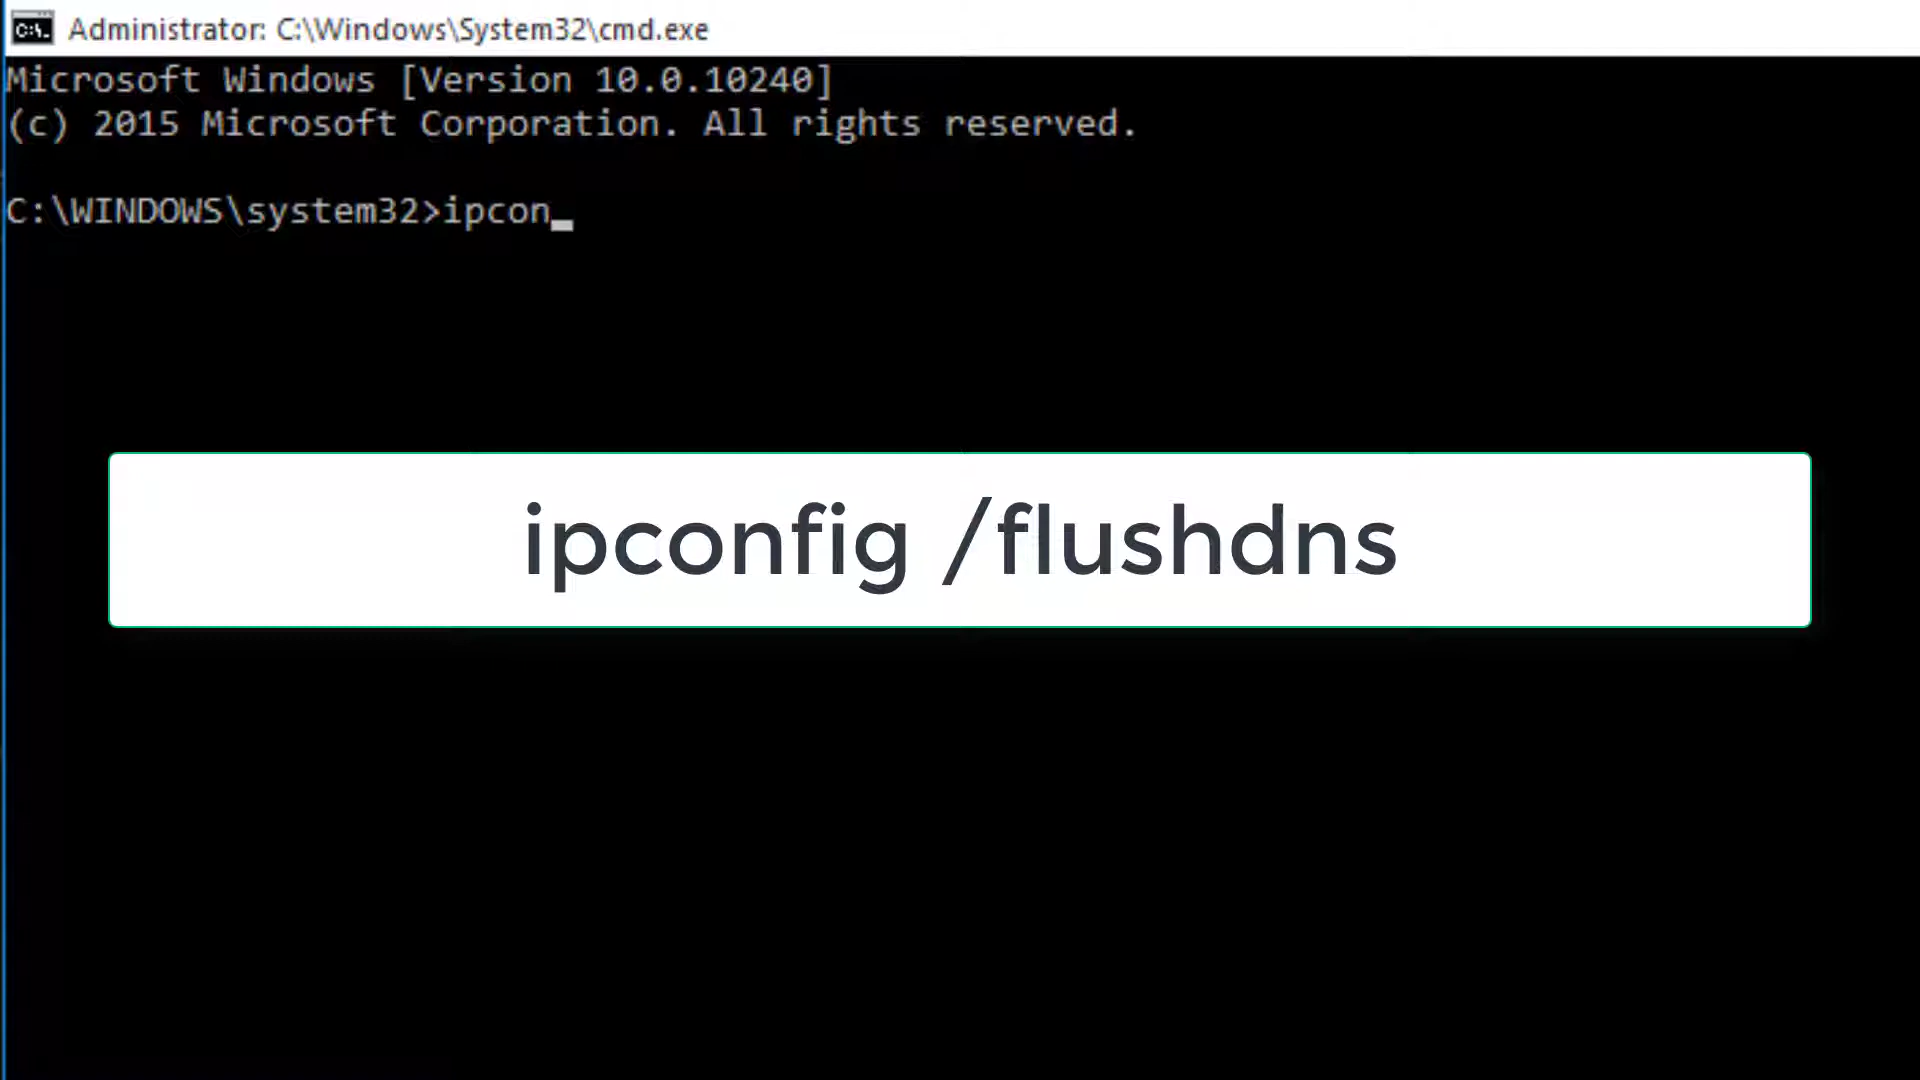 Administrator: C:\Windows\System32\cmd.exe
Microsoft Windows [Version 10.0.10240]
(c) 2015 Microsoft Corporation. All rights reserved.
C:\WINDOWS\system32>ipcon_
ipconfig /flushdns